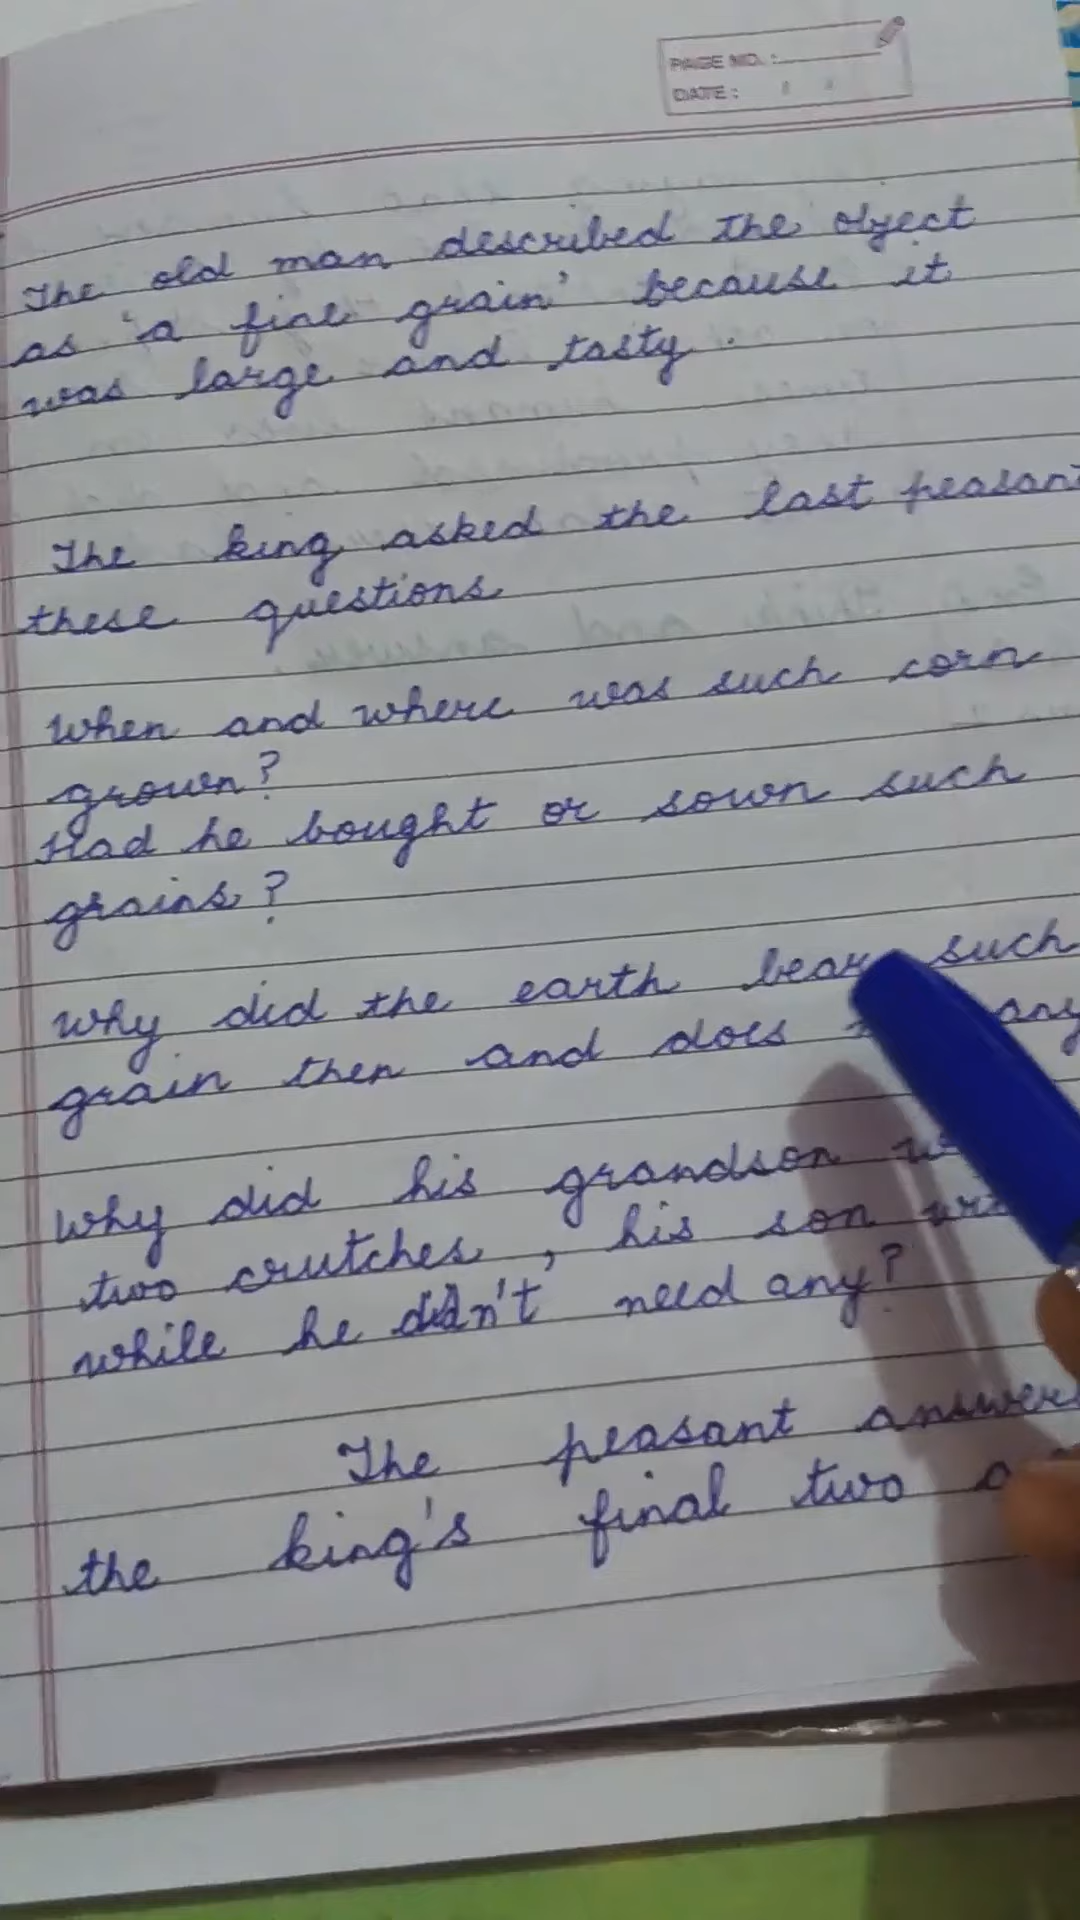 PAGE NO. :
DATE :
The old man described the object
as 'a fine grain' because it
was large and tasty.
The king asked the last peasant
these questions
When and where was such corn
grown?
Had he bought or sown such
grains?
Why did the earth bear such
grain then and does any
Why did his grandson
two crutches, his son
while he didn't need any?
The peasant answer
the king's final two